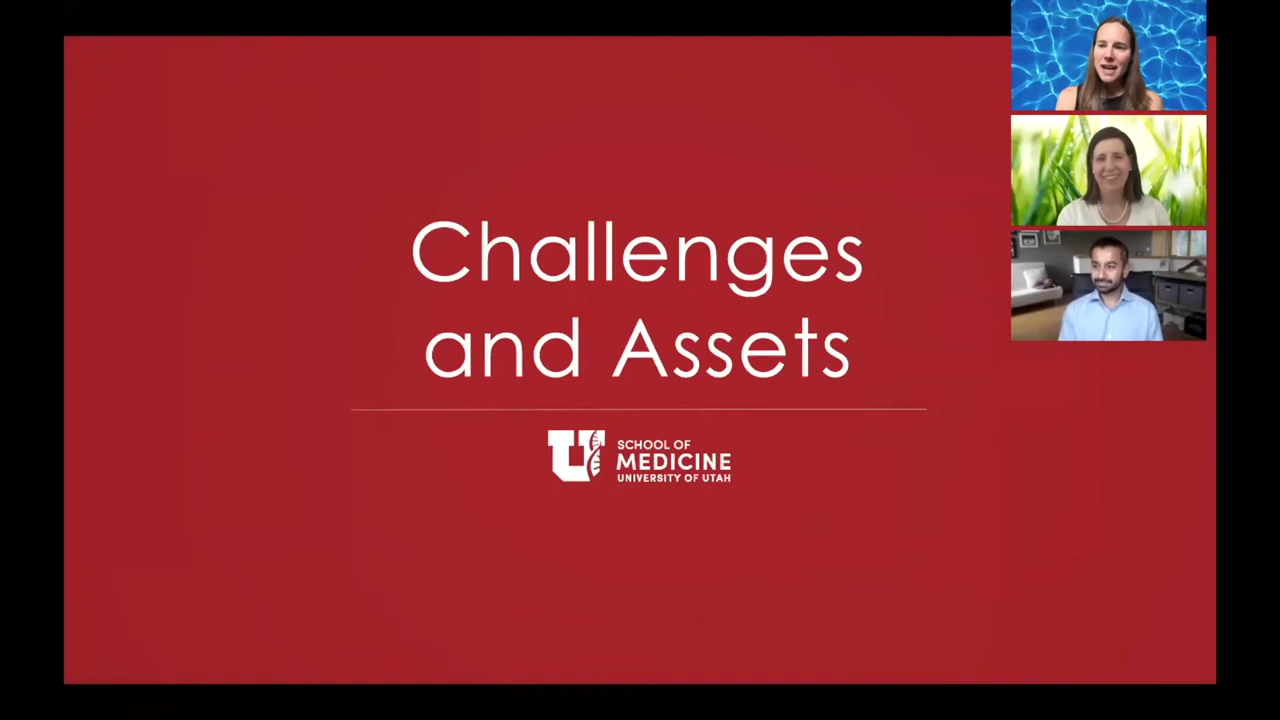 Challenges
and Assets
SCHOOL OF
MEDICINE
UNIVERSITY OF UTAH